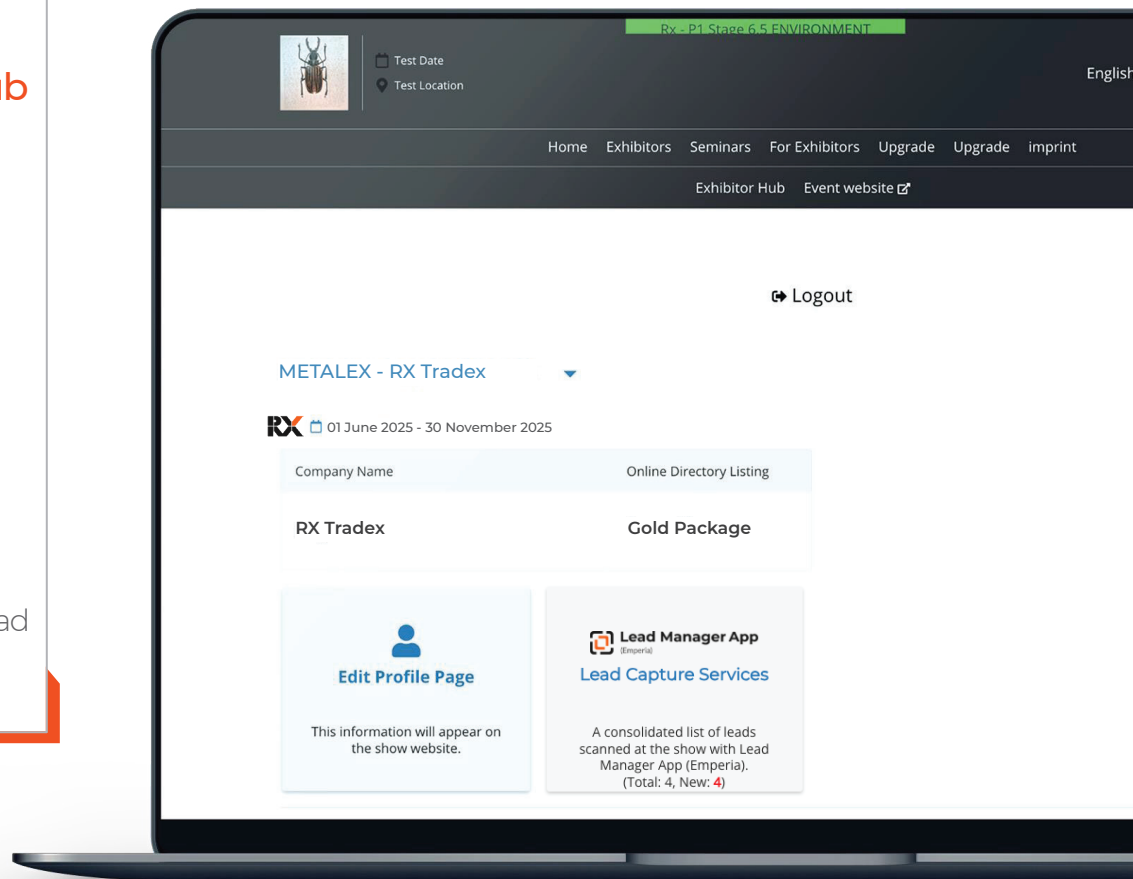 ub
ad
Rx - P1 Stage 6.5 ENVIRONMENT
Test Date
Test Location
English
Home Exhibitors Seminars For Exhibitors Upgrade Upgrade imprint
Exhibitor Hub Event website
Logout
METALEX - RX Tradex
RX 01 June 2025 - 30 November 2025
Company Name Online Directory Listing
RX Tradex Gold Package
Edit Profile Page
This information will appear on
the show website.
Lead Manager App
(Emperia)
Lead Capture Services
A consolidated list of leads
scanned at the show with Lead
Manager App (Emperia).
(Total: 4, New: 4)